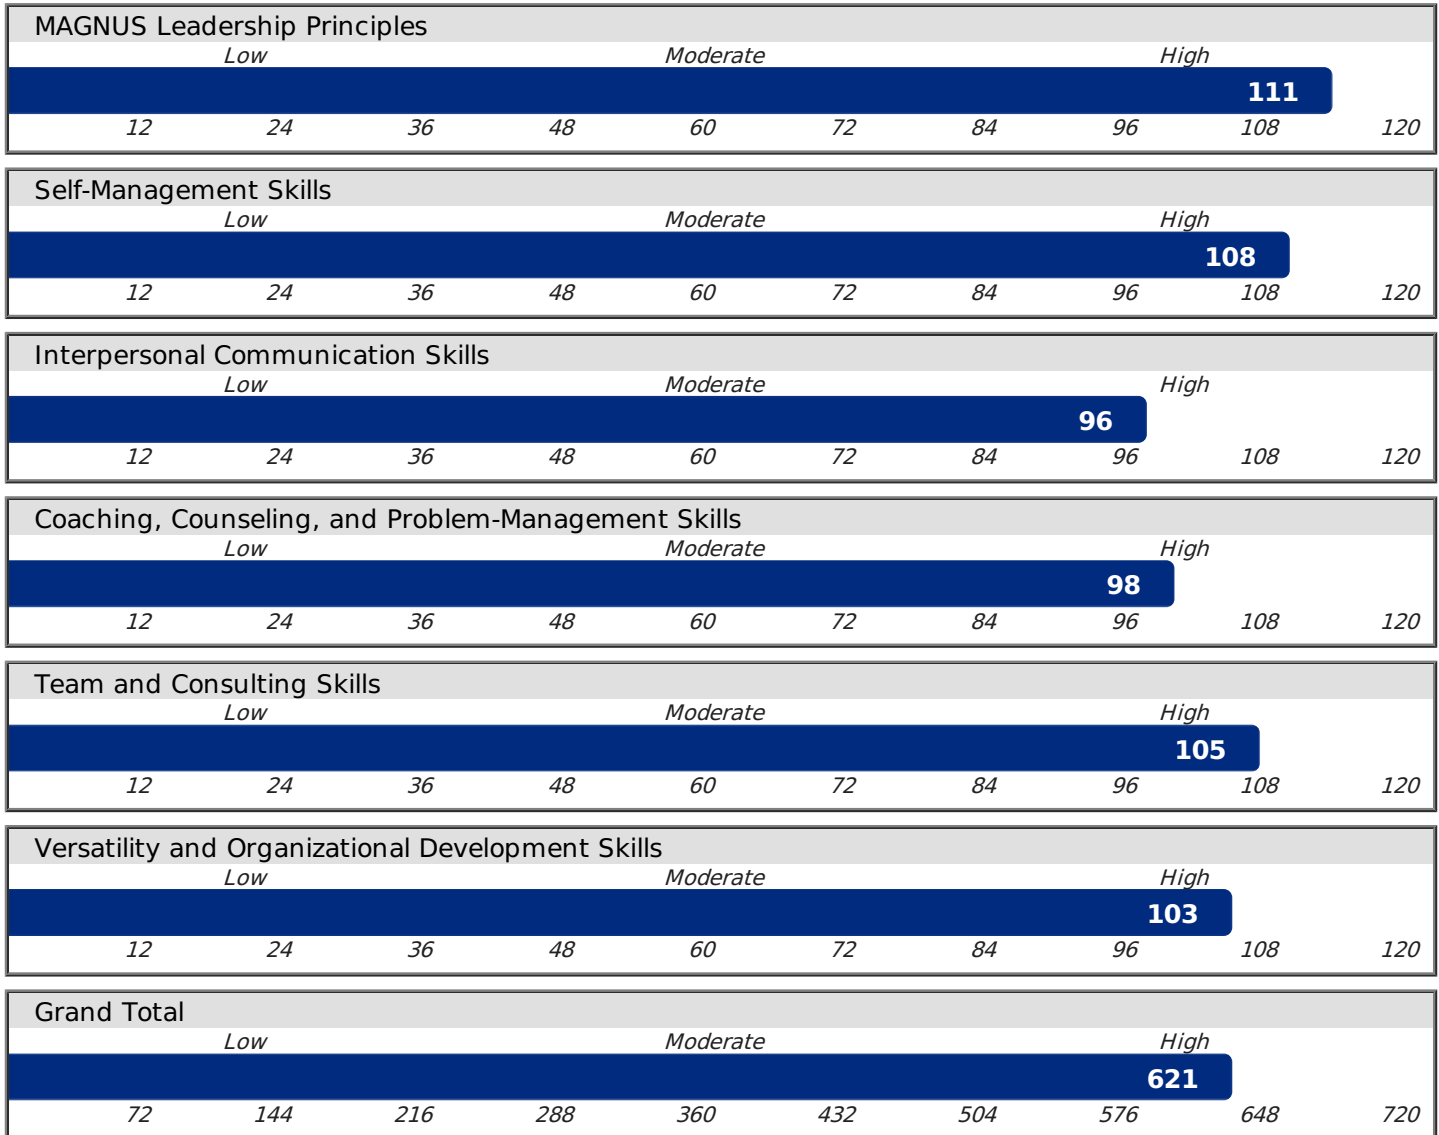 MAGNUS Leadership Principles
Low Moderate High
111
12 24 36 48 60 72 84 96 108 120
Self-Management Skills
Low Moderate High
108
12 24 36 48 60 72 84 96 108 120
Interpersonal Communication Skills
Low Moderate High
96
12 24 36 48 60 72 84 96 108 120
Coaching, Counseling, and Problem-Management Skills
Low Moderate High
98
12 24 36 48 60 72 84 96 108 120
Team and Consulting Skills
Low Moderate High
105
12 24 36 48 60 72 84 96 108 120
Versatility and Organizational Development Skills
Low Moderate High
103
12 24 36 48 60 72 84 96 108 120
Grand Total
Low Moderate High
621
72 144 216 288 360 432 504 576 648 720